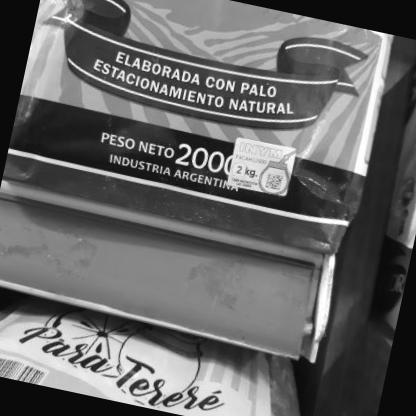 ELABORADA CON PALO
ESTACIONAMIENTO NATURAL
PESO NETO 2000
INDUSTRIA ARGENTINA
INYM
2 kg.
Para Tereré